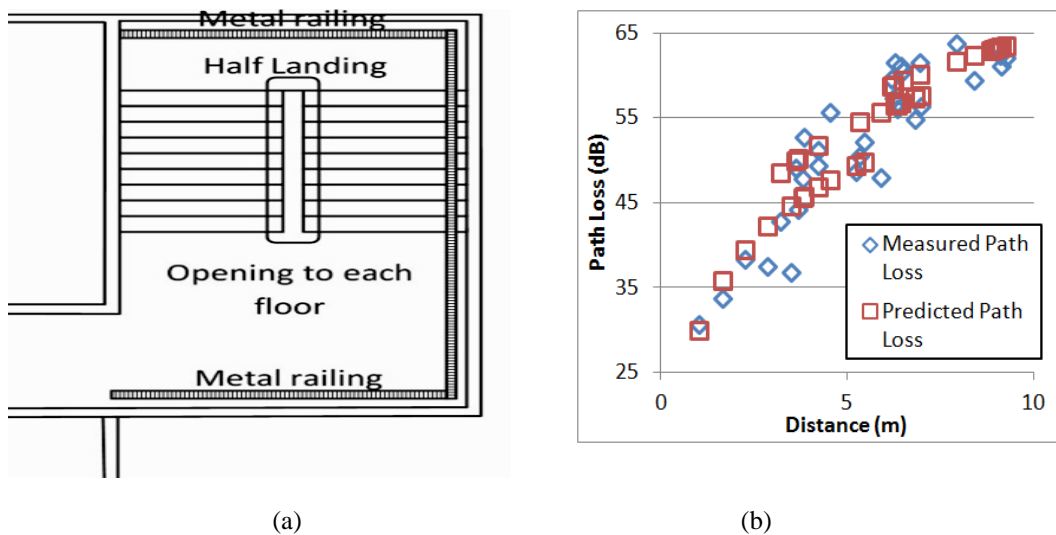 Metal railing
Half Landing
Opening to each
floor
Metal railing
(a)
Path Loss (dB)
65
55
45
35
25
0
5
10
Distance (m)
Measured Path
Loss
Predicted Path
Loss
(b)